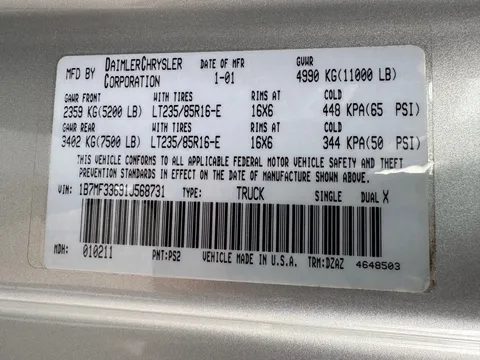 MFD BY DAIMLERCHRYSLER CORPORATION DATE OF MFR 1-01 GVWR 4990 KG(11000 LB)
GAWR FRONT WITH TIRES RIMS AT COLD
2359 KG(5200 LB) LT235/85R16-E 16X6 448 KPA(65 PSI)
GAWR REAR WITH TIRES RIMS AT COLD
3402 KG(7500 LB) LT235/85R16-E 16X6 344 KPA(50 PSI)
THIS VEHICLE CONFORMS TO ALL APPLICABLE FEDERAL MOTOR VEHICLE SAFETY AND THEFT
PREVENTION STANDARDS IN EFFECT ON THE DATE OF MANUFACTURE SHOWN ABOVE.
VIN: 1B7MF33631J568731 TYPE: TRUCK SINGLE DUAL X
MDH: 010211 PNT:PS2 VEHICLE MADE IN U.S.A. TRM:DZAZ 4648503